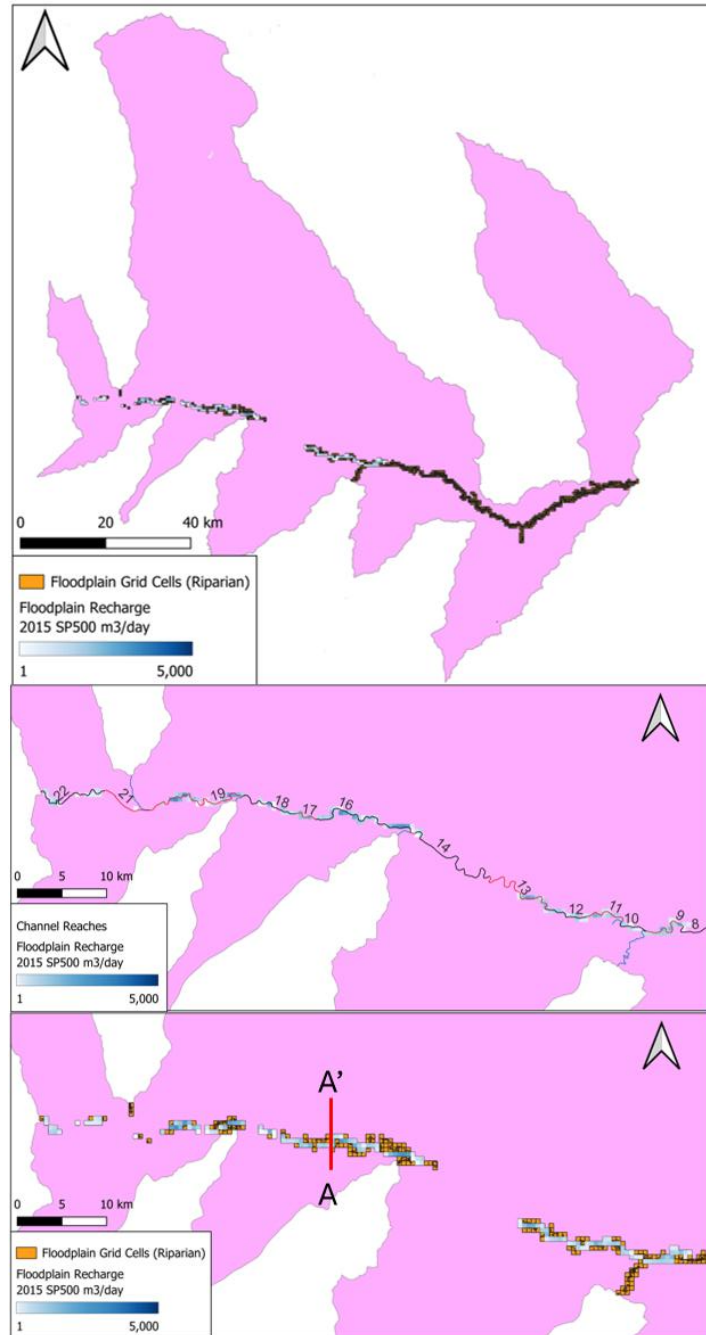 0 20 40 km
Floodplain Grid Cells (Riparian)
Floodplain Recharge
2015 SP500 m3/day
1 5,000
22 21 19 18 17 16 14 13 12 11 10 9 8
0 5 10 km
Channel Reaches
Floodplain Recharge
2015 SP500 m3/day
1 5,000
A’
A
0 5 10 km
Floodplain Grid Cells (Riparian)
Floodplain Recharge
2015 SP500 m3/day
1 5,000